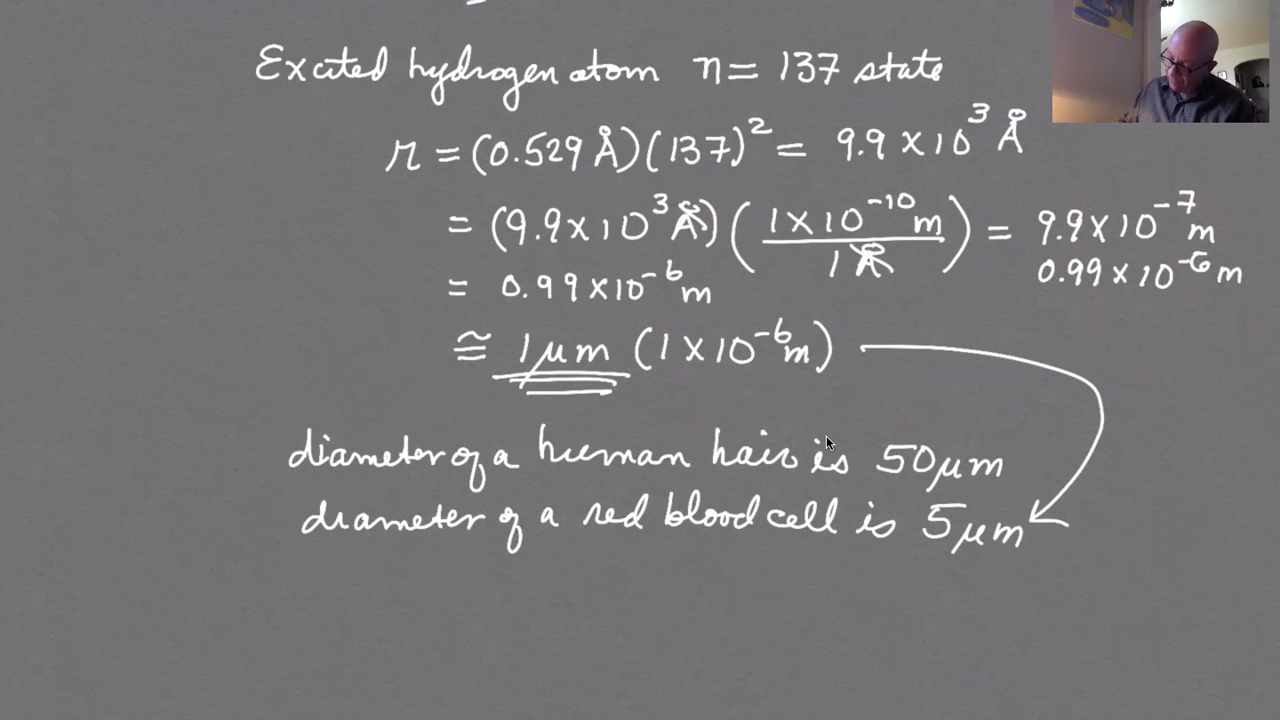 Excited hydrogen atom n = 137 state
r = (0.529 Å)(137)² = 9.9 × 10³ Å
= (9.9 × 10³ Å)(1 × 10⁻¹⁰ m / 1 Å) = 9.9 × 10⁻⁷ m
= 0.99 × 10⁻⁶ m 0.99 × 10⁻⁶ m
≅ 1 μm (1 × 10⁻⁶ m)
diameter of a human hair is 50 μm
diameter of a red blood cell is 5 μm